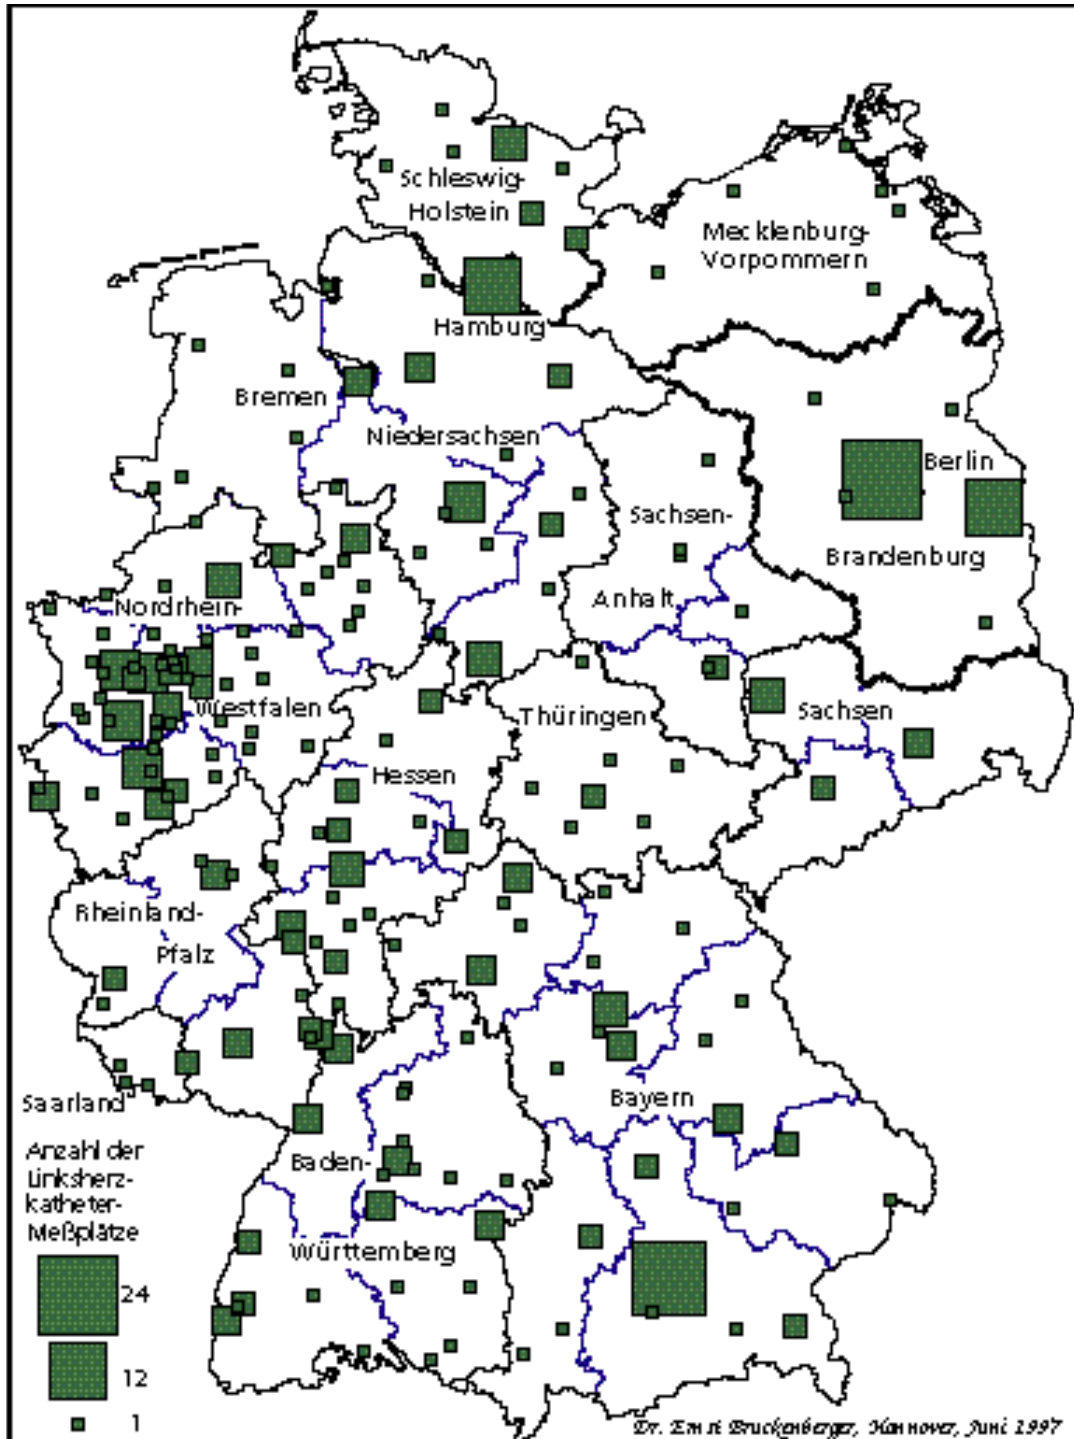 Schleswig-
Holstein
Mecklenburg-
Vorpommern
Hamburg
Bremen
Niedersachsen
Berlin
Sachsen-
Brandenburg
Anhalt
Nordrhein-
Westfalen
Thüringen
Sachsen
Hessen
Rheinland-
Pfalz
Saarland
Bayern
Baden-
Württemberg
Anzahl der
Linksherz-
katheter-
Meßplätze
24
12
1
Dr. Ernst Bruckenberger, Hannover, Juni 1997